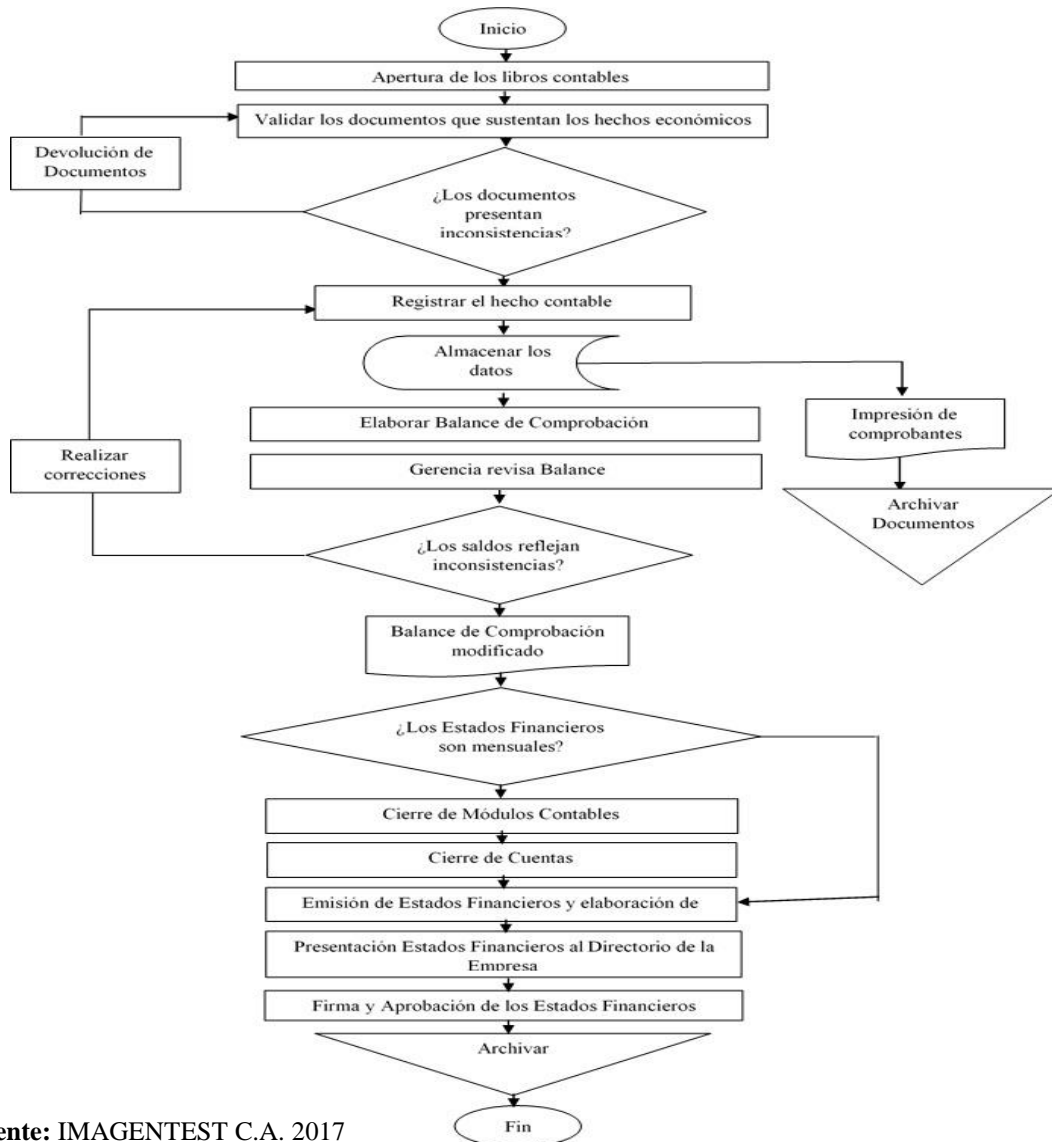 Inicio
Apertura de los libros contables
Validar los documentos que sustentan los hechos económicos
Devolución de
Documentos
¿Los documentos
presentan
inconsistencias?
Registrar el hecho contable
Almacenar los
datos
Impresión de
comprobantes
Elaborar Balance de Comprobación
Realizar
correcciones
Gerencia revisa Balance
Archivar
Documentos
¿Los saldos reflejan
inconsistencias?
Balance de Comprobación
modificado
¿Los Estados Financieros
son mensuales?
Cierre de Módulos Contables
Cierre de Cuentas
Emisión de Estados Financieros y elaboración de
Presentación Estados Financieros al Directorio de la
Empresa
Firma y Aprobación de los Estados Financieros
Archivar
Fin
ente: IMAGENTEST C.A. 2017